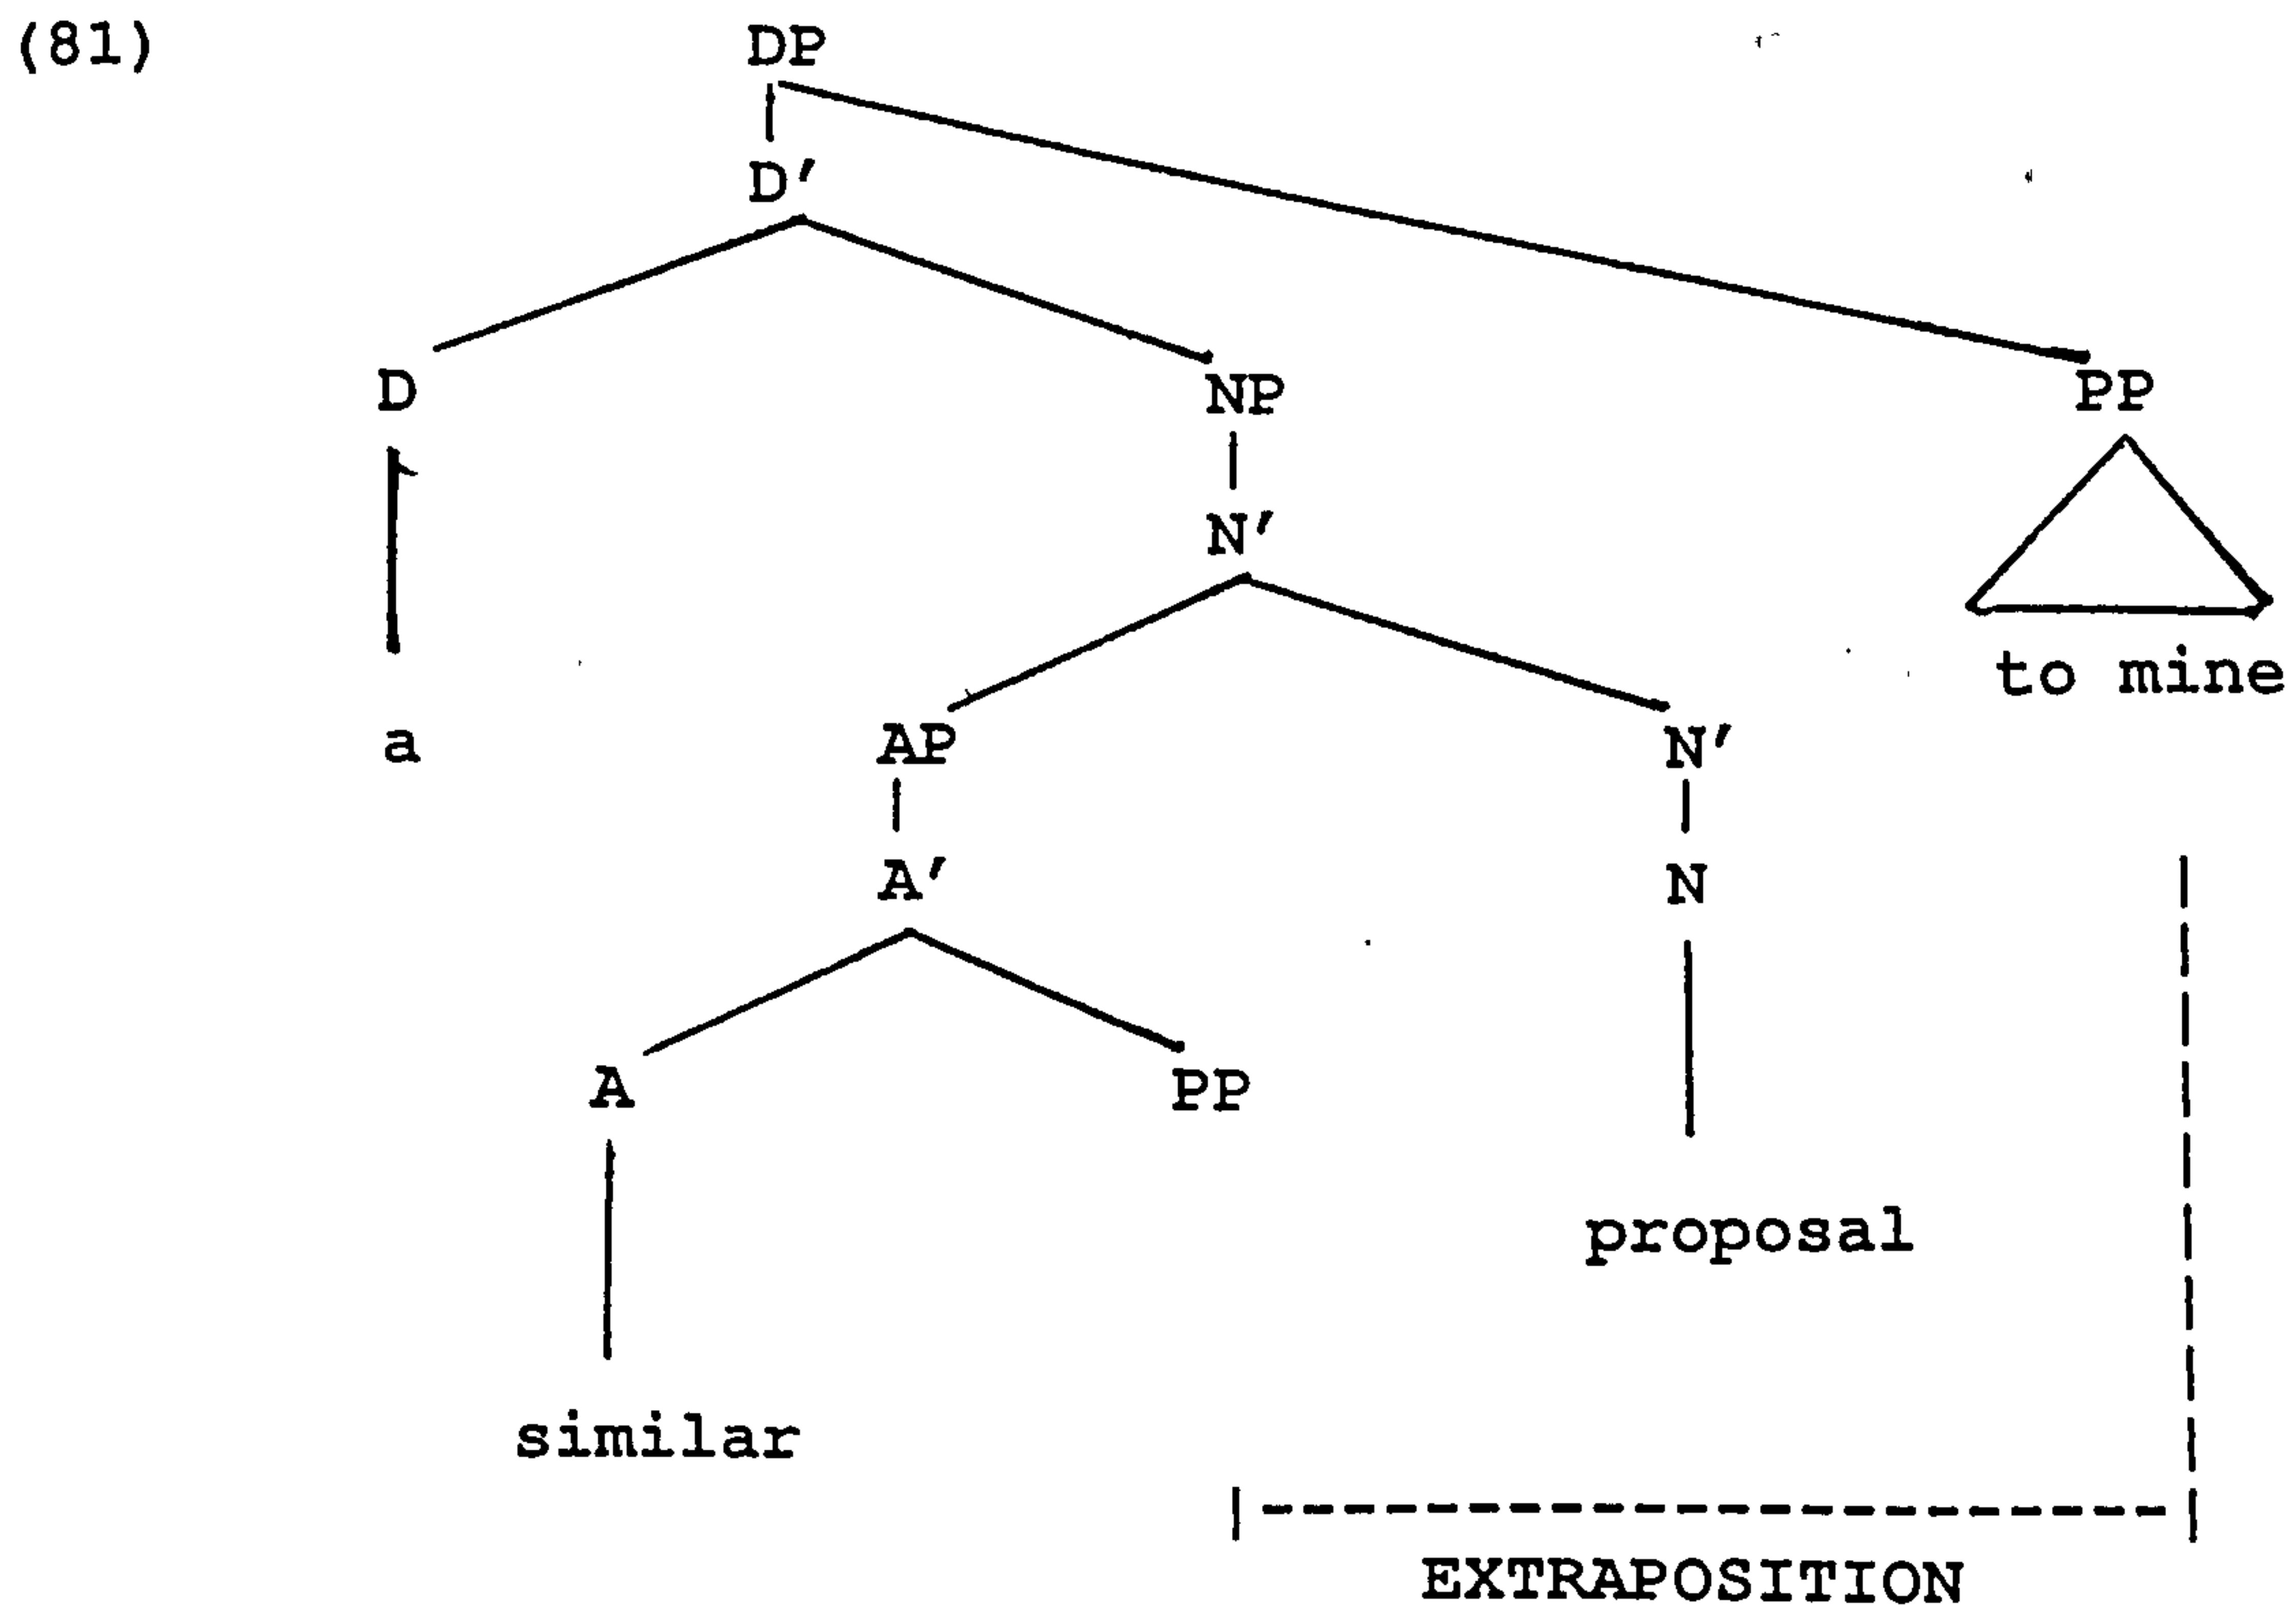 (81) DP
D'
D NP PP
N'
to mine
a AP N'
A' N
A PP
proposal
similar
EXTRAPOSITION